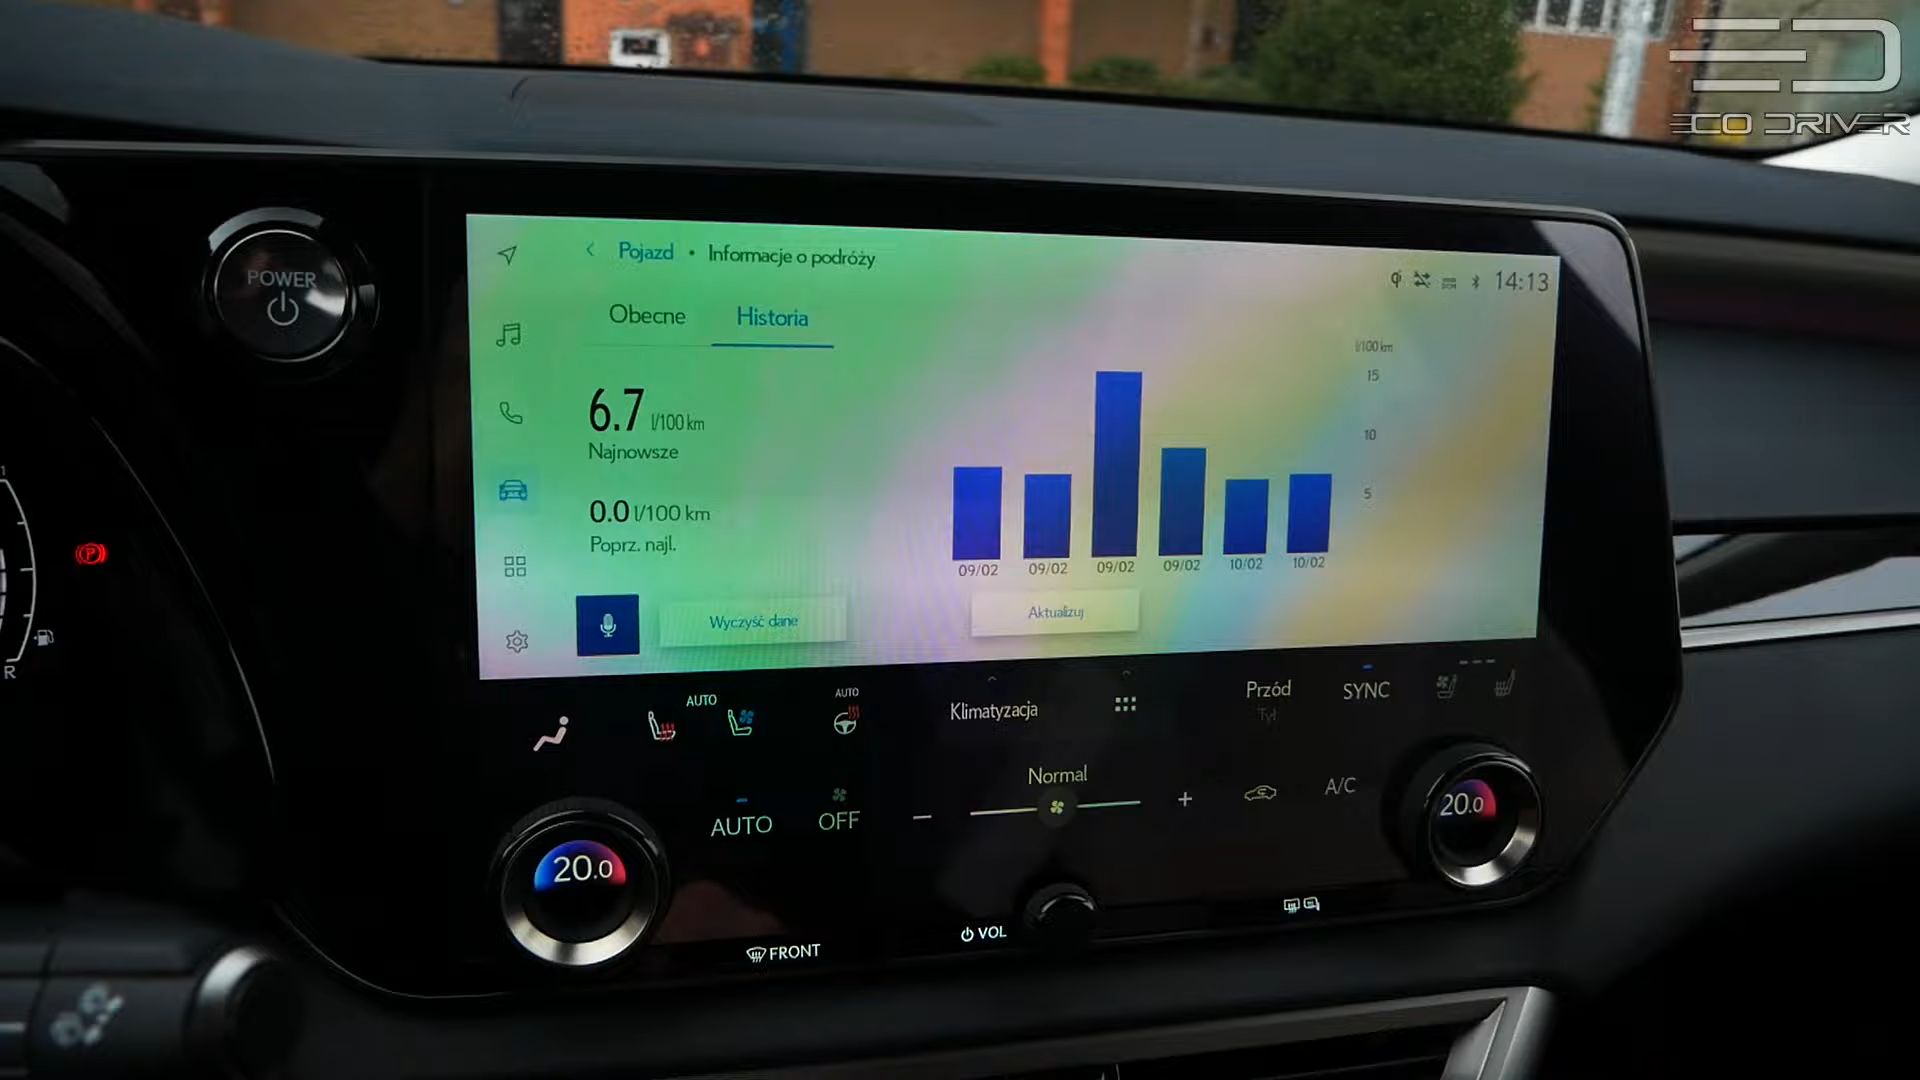 ECO DRIVER
POWER
Pojazd • Informacje o podróży
14:13
Obecne Historia
l/100 km
15
10
5
6.7 l/100 km
Najnowsze
0.0 l/100 km
Poprz. najl.
09/02 09/02 09/02 09/02 10/02 10/02
Wyczyść dane Aktualizuj
AUTO
AUTO
Klimatyzacja
Przód
Tył
SYNC
Normal
AUTO OFF − + A/C
20.0
20.0
VOL
FRONT
R
1
P